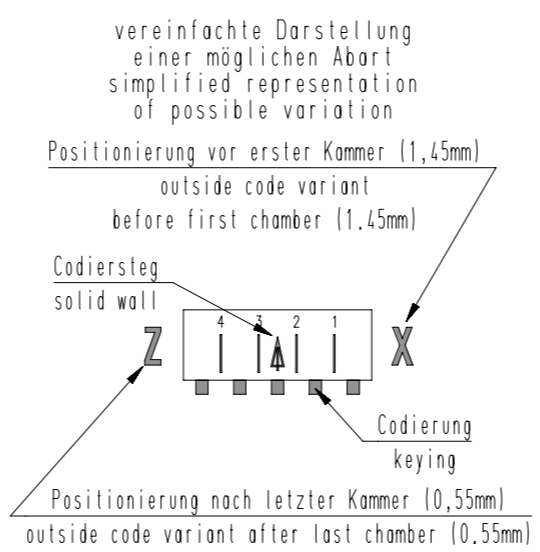 vereinfachte Darstellung
einer möglichen Abart
simplified representation
of possible variation
Positionierung vor erster Kammer (1,45mm)
outside code variant
before first chamber (1,45mm)
Codiersteg
solid wall
4 3 2 1
Z X
Codierung
keying
Positionierung nach letzter Kammer (0,55mm)
outside code variant after last chamber (0,55mm)